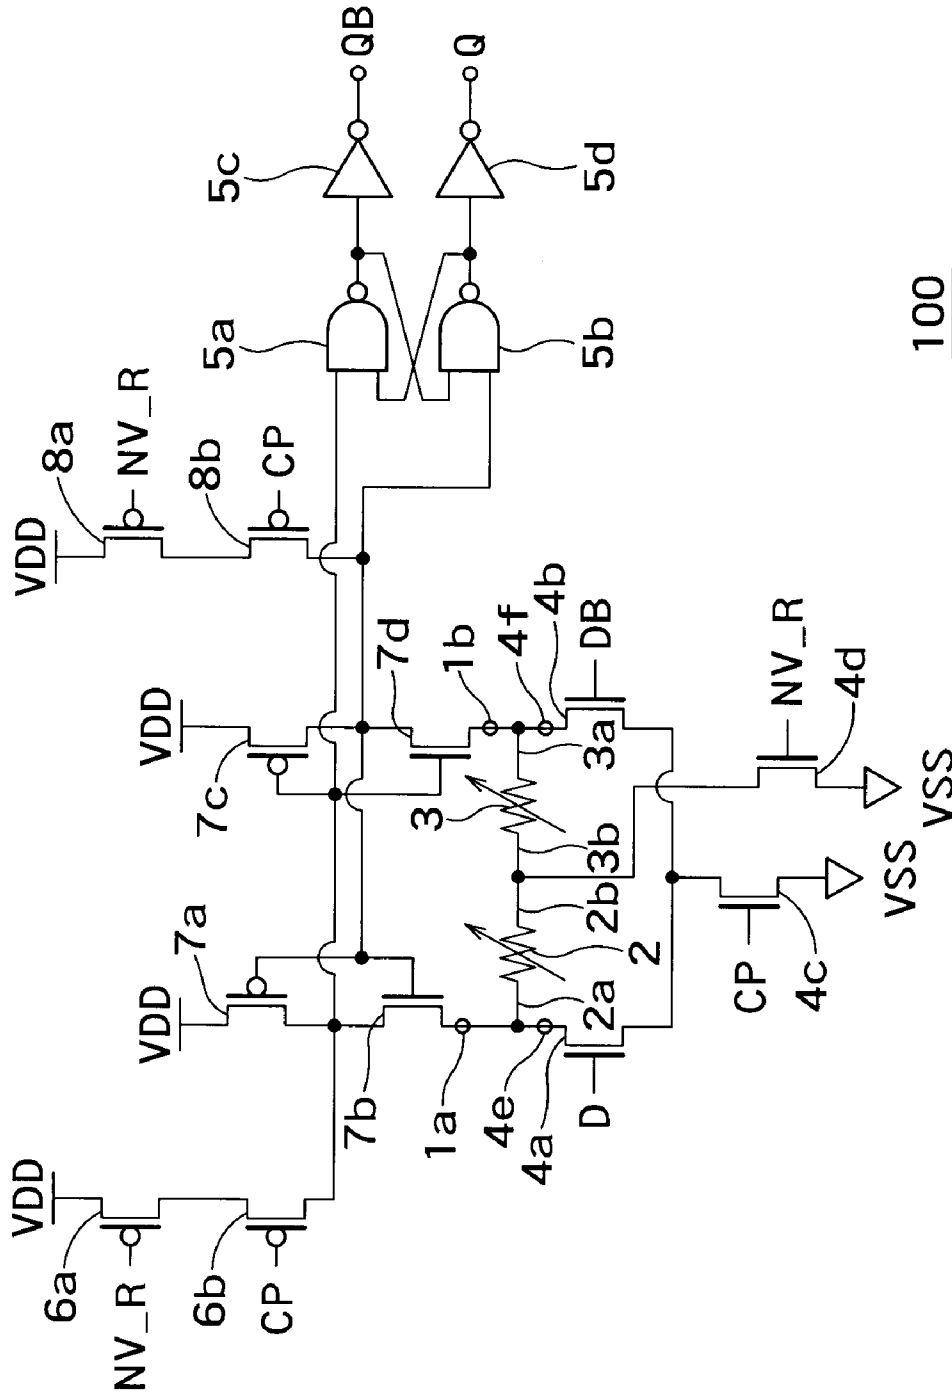 VDD
6a
NV_R
6b
CP
VDD
7a
7b
VDD
7c
7d
VDD
8a
NV_R
8b
CP
5a
5b
5c
5d
QB
Q
1a
4e
4a
D
2a
2
2b
3b
3
3a
1b
4f
4b
DB
CP
4c
VSS
NV_R
4d
VSS
100